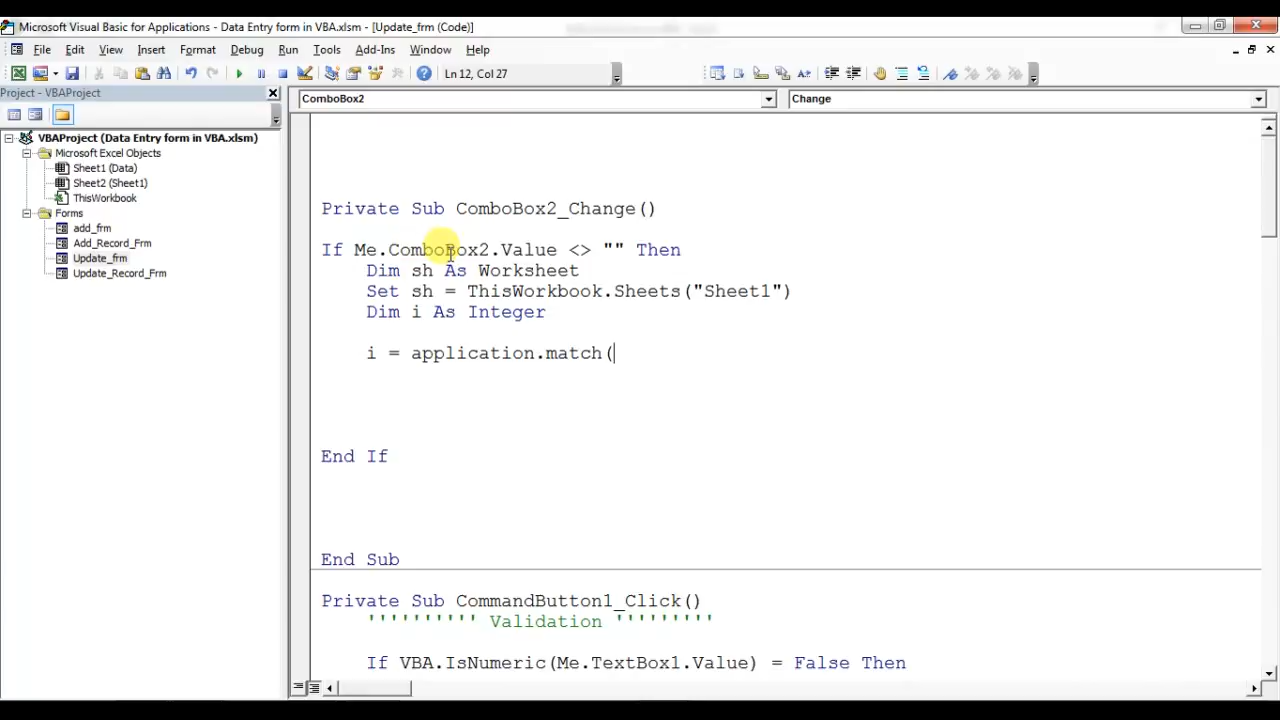 Microsoft Visual Basic for Applications - Data Entry form in VBA.xlsm - [Update_frm (Code)]
File Edit View Insert Format Debug Run Tools Add-Ins Window Help
Ln 12, Col 27
Project - VBAProject
ComboBox2
Change
VBAProject (Data Entry form in VBA.xlsm)
Microsoft Excel Objects
Sheet1 (Data)
Sheet2 (Sheet1)
ThisWorkbook
Forms
add_frm
Add_Record_Frm
Update_frm
Update_Record_Frm
Private Sub ComboBox2_Change()
If Me.ComboBox2.Value <> "" Then
Dim sh As Worksheet
Set sh = ThisWorkbook.Sheets("Sheet1")
Dim i As Integer
i = application.match(
End If
End Sub
Private Sub CommandButton1_Click()
'''''''''' Validation '''''''''
If VBA.IsNumeric(Me.TextBox1.Value) = False Then